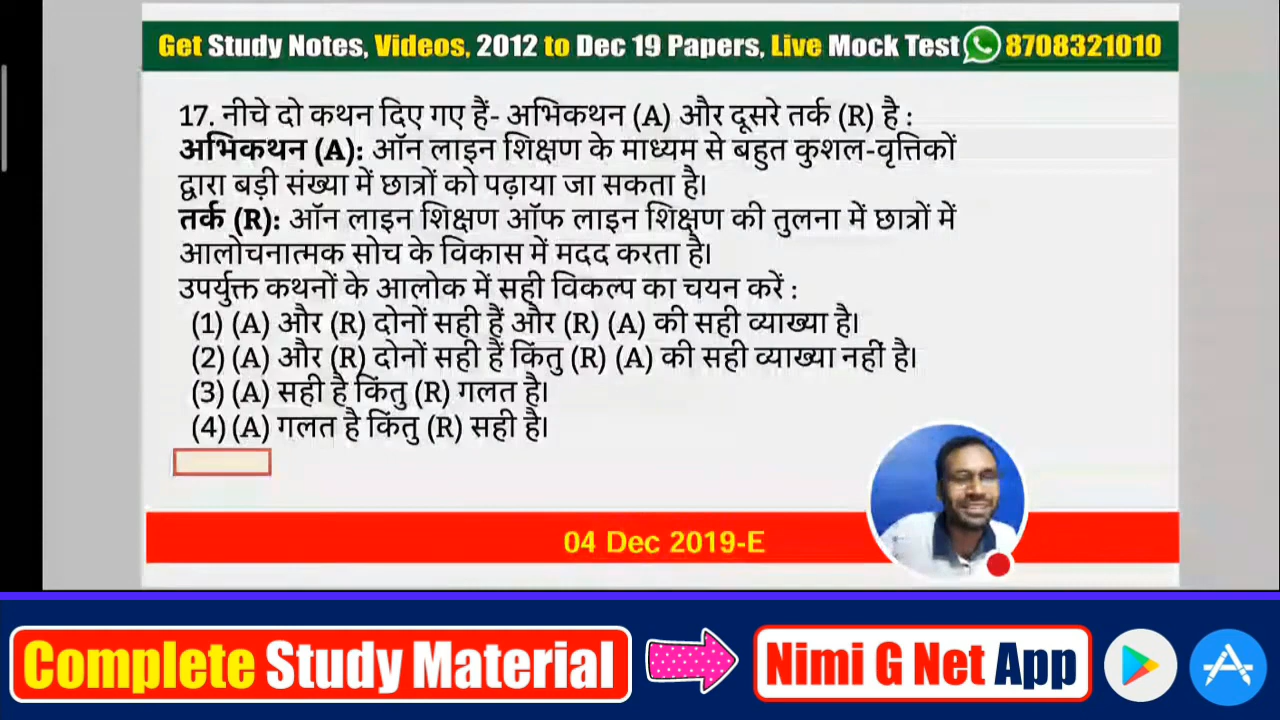 Get Study Notes, Videos, 2012 to Dec 19 Papers, Live Mock Test 8708321010
17. नीचे दो कथन दिए गए हैं- अभिकथन (A) और दूसरे तर्क (R) है :
अभिकथन (A): ऑन लाइन शिक्षण के माध्यम से बहुत कुशल-वृत्तिकों
द्वारा बड़ी संख्या में छात्रों को पढ़ाया जा सकता है।
तर्क (R): ऑन लाइन शिक्षण ऑफ लाइन शिक्षण की तुलना में छात्रों में
आलोचनात्मक सोच के विकास में मदद करता है।
उपर्युक्त कथनों के आलोक में सही विकल्प का चयन करें :
(1) (A) और (R) दोनों सही हैं और (R) (A) की सही व्याख्या है।
(2) (A) और (R) दोनों सही हैं किंतु (R) (A) की सही व्याख्या नहीं है।
(3) (A) सही है किंतु (R) गलत है।
(4) (A) गलत है किंतु (R) सही है।
04 Dec 2019-E
Complete Study Material
Nimi G Net App